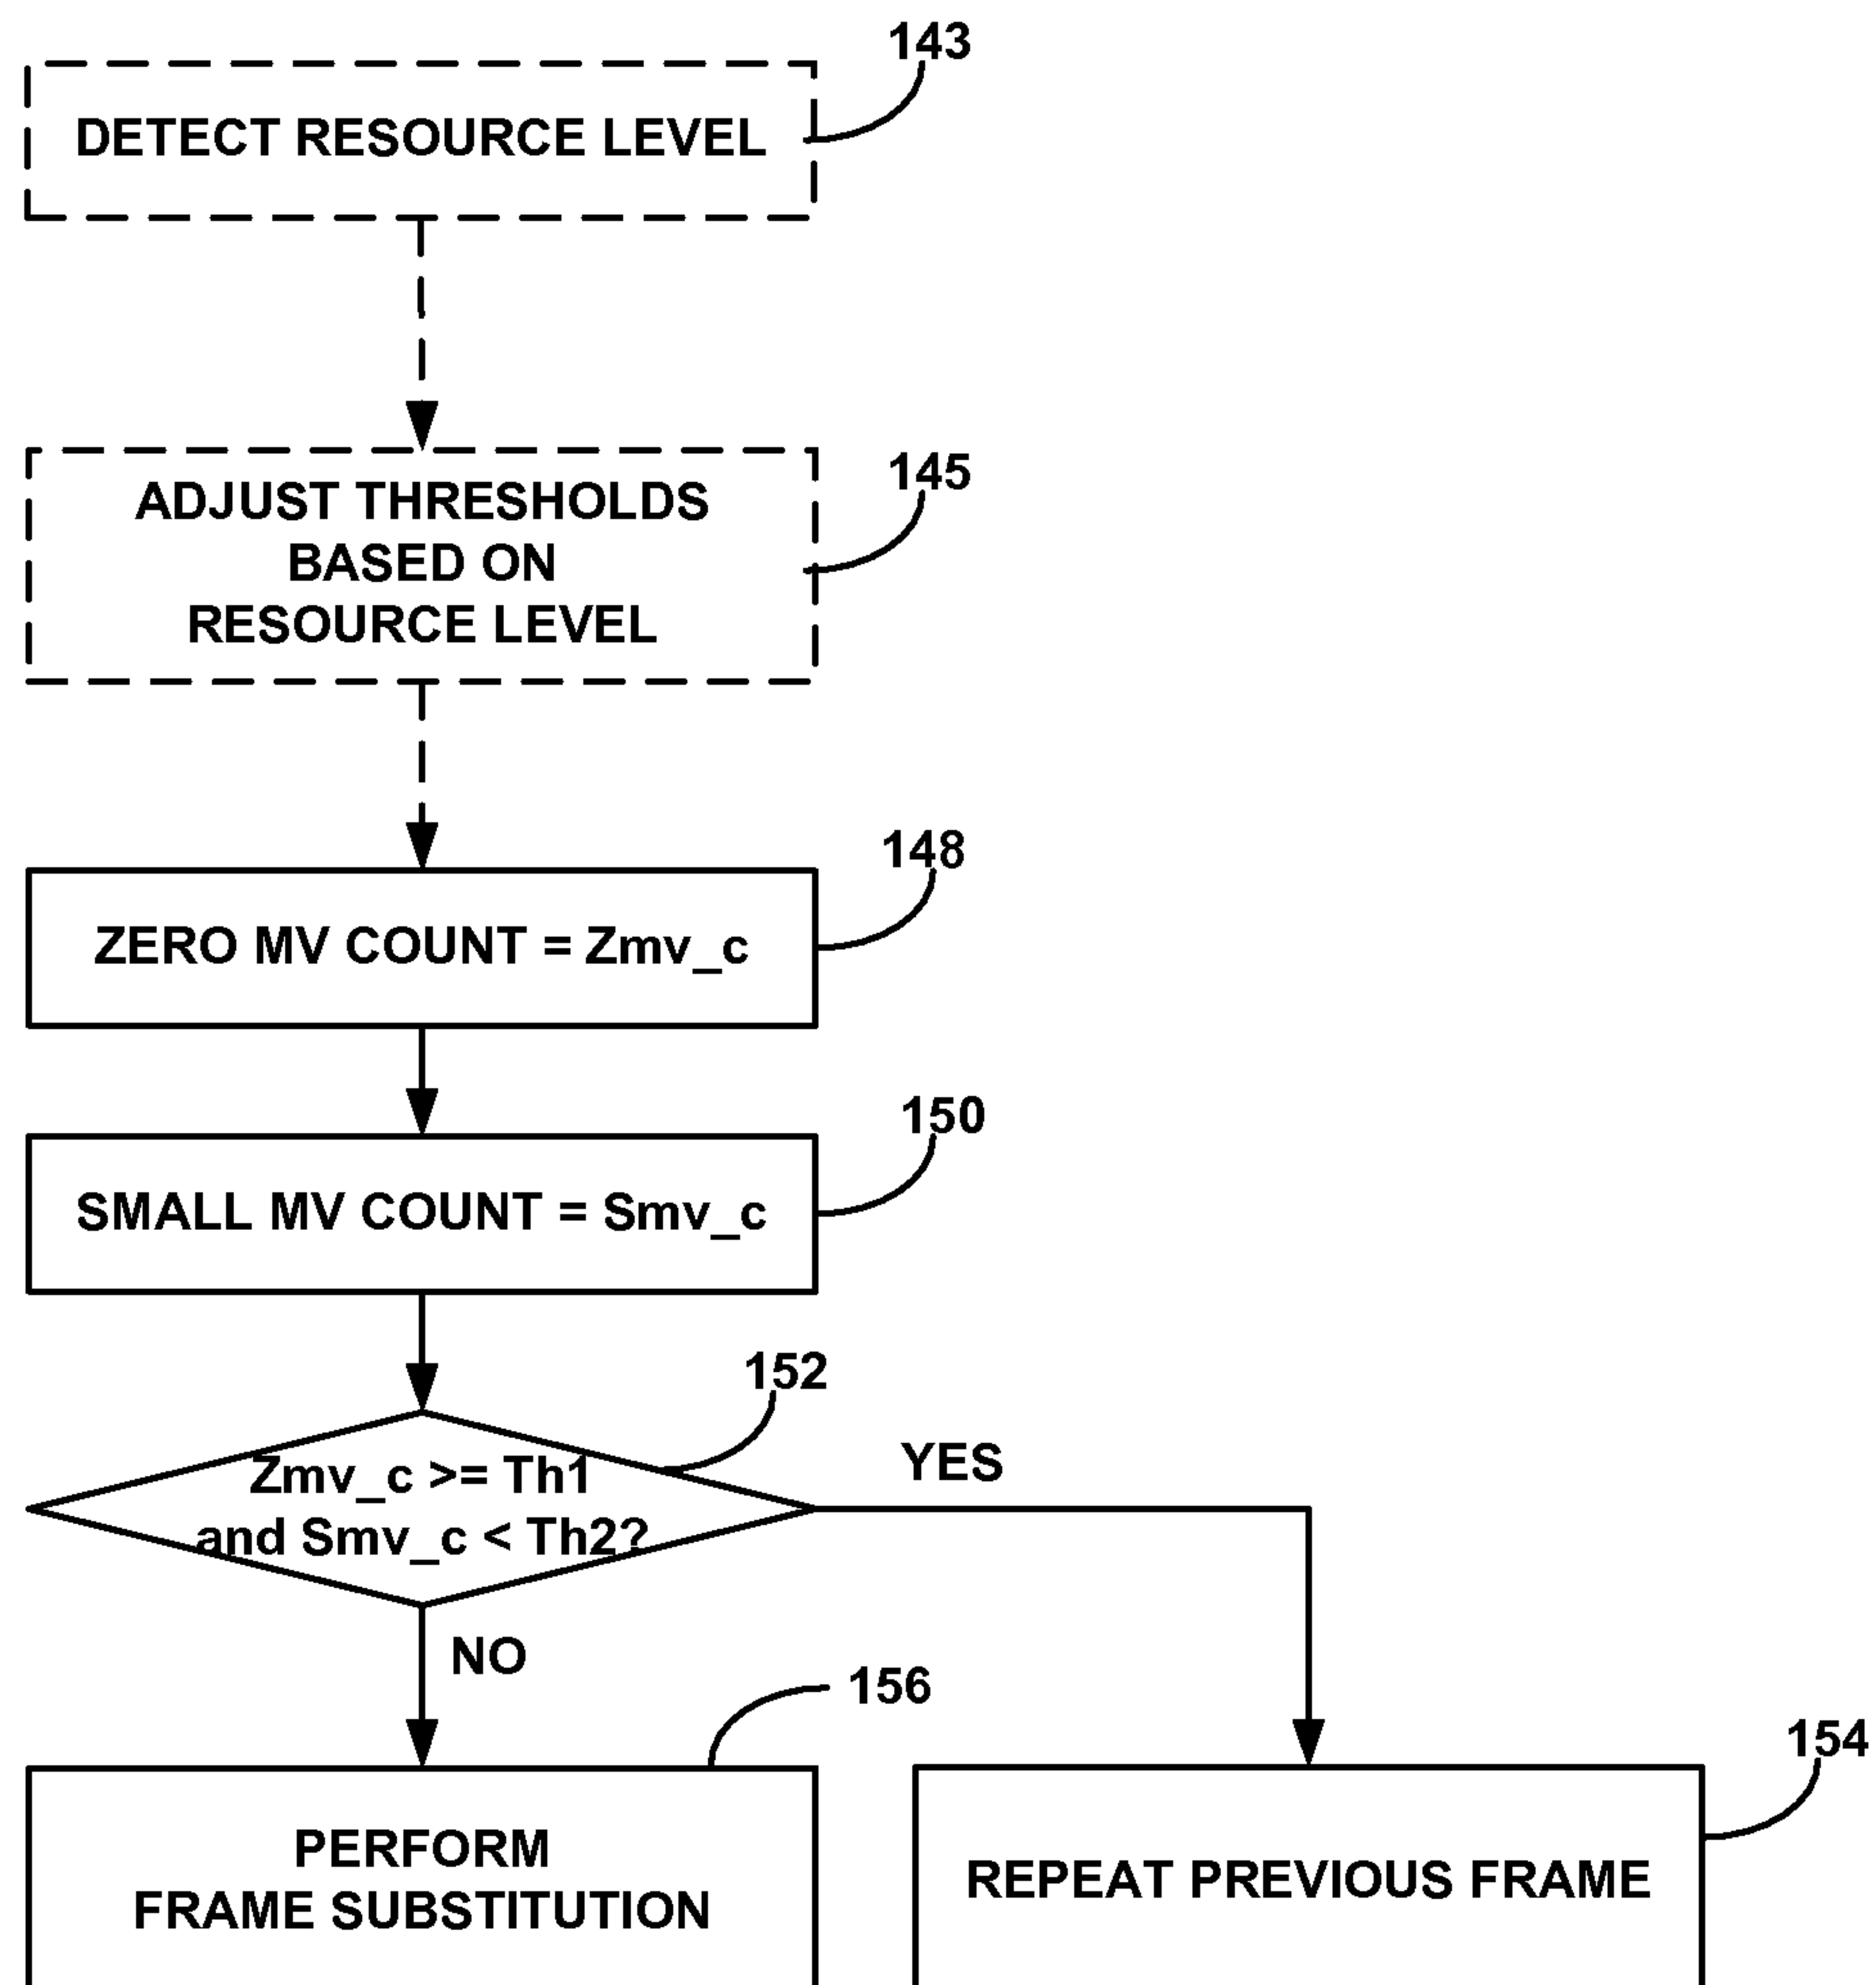 143
DETECT RESOURCE LEVEL
145
ADJUST THRESHOLDS
BASED ON
RESOURCE LEVEL
148
ZERO MV COUNT = Zmv_c
150
SMALL MV COUNT = Smv_c
152
Zmv_c >= Th1
and Smv_c < Th2?
YES
NO
156
154
PERFORM
FRAME SUBSTITUTION
REPEAT PREVIOUS FRAME